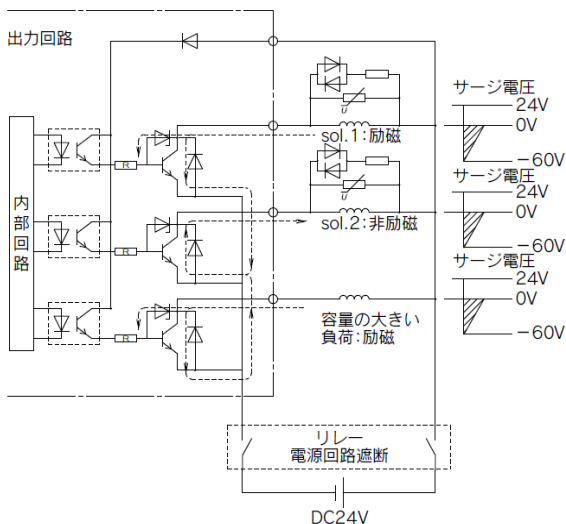 出力回路
内部回路
R
R
R
U
sol.1:励磁
U
sol.2:非励磁
容量の大きい
負荷:励磁
サージ電圧
24V
0V
−60V
サージ電圧
24V
0V
−60V
サージ電圧
24V
0V
−60V
リレー
電源回路遮断
DC24V